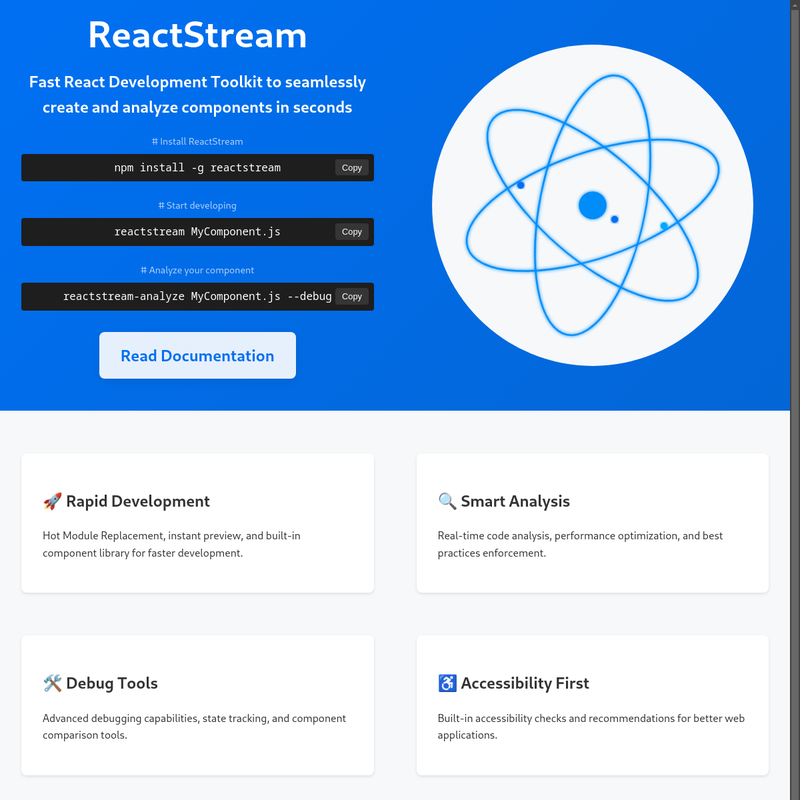 ReactStream
Fast React Development Toolkit to seamlessly
create and analyze components in seconds
# Install ReactStream
npm install -g reactstream
Copy
# Start developing
reactstream MyComponent.js
Copy
# Analyze your component
reactstream-analyze MyComponent.js --debug
Copy
Read Documentation
🚀 Rapid Development
Hot Module Replacement, instant preview, and built-in
component library for faster development.
🔍 Smart Analysis
Real-time code analysis, performance optimization, and best
practices enforcement.
🛠️ Debug Tools
Advanced debugging capabilities, state tracking, and component
comparison tools.
♿ Accessibility First
Built-in accessibility checks and recommendations for better web
applications.